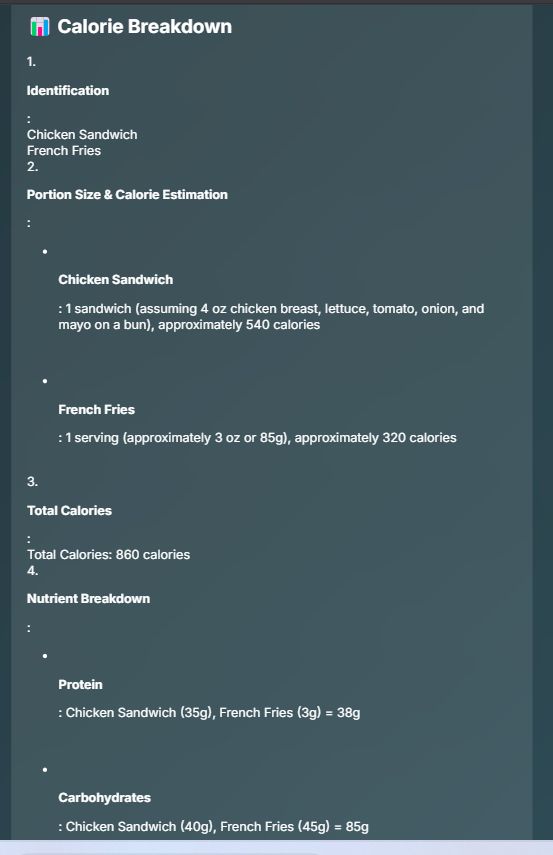 📊 Calorie Breakdown
1.
Identification
:
Chicken Sandwich
French Fries
2.
Portion Size & Calorie Estimation
:
•
Chicken Sandwich
: 1 sandwich (assuming 4 oz chicken breast, lettuce, tomato, onion, and
mayo on a bun), approximately 540 calories
•
French Fries
: 1 serving (approximately 3 oz or 85g), approximately 320 calories
3.
Total Calories
:
Total Calories: 860 calories
4.
Nutrient Breakdown
:
•
Protein
: Chicken Sandwich (35g), French Fries (3g) = 38g
•
Carbohydrates
: Chicken Sandwich (40g), French Fries (45g) = 85g